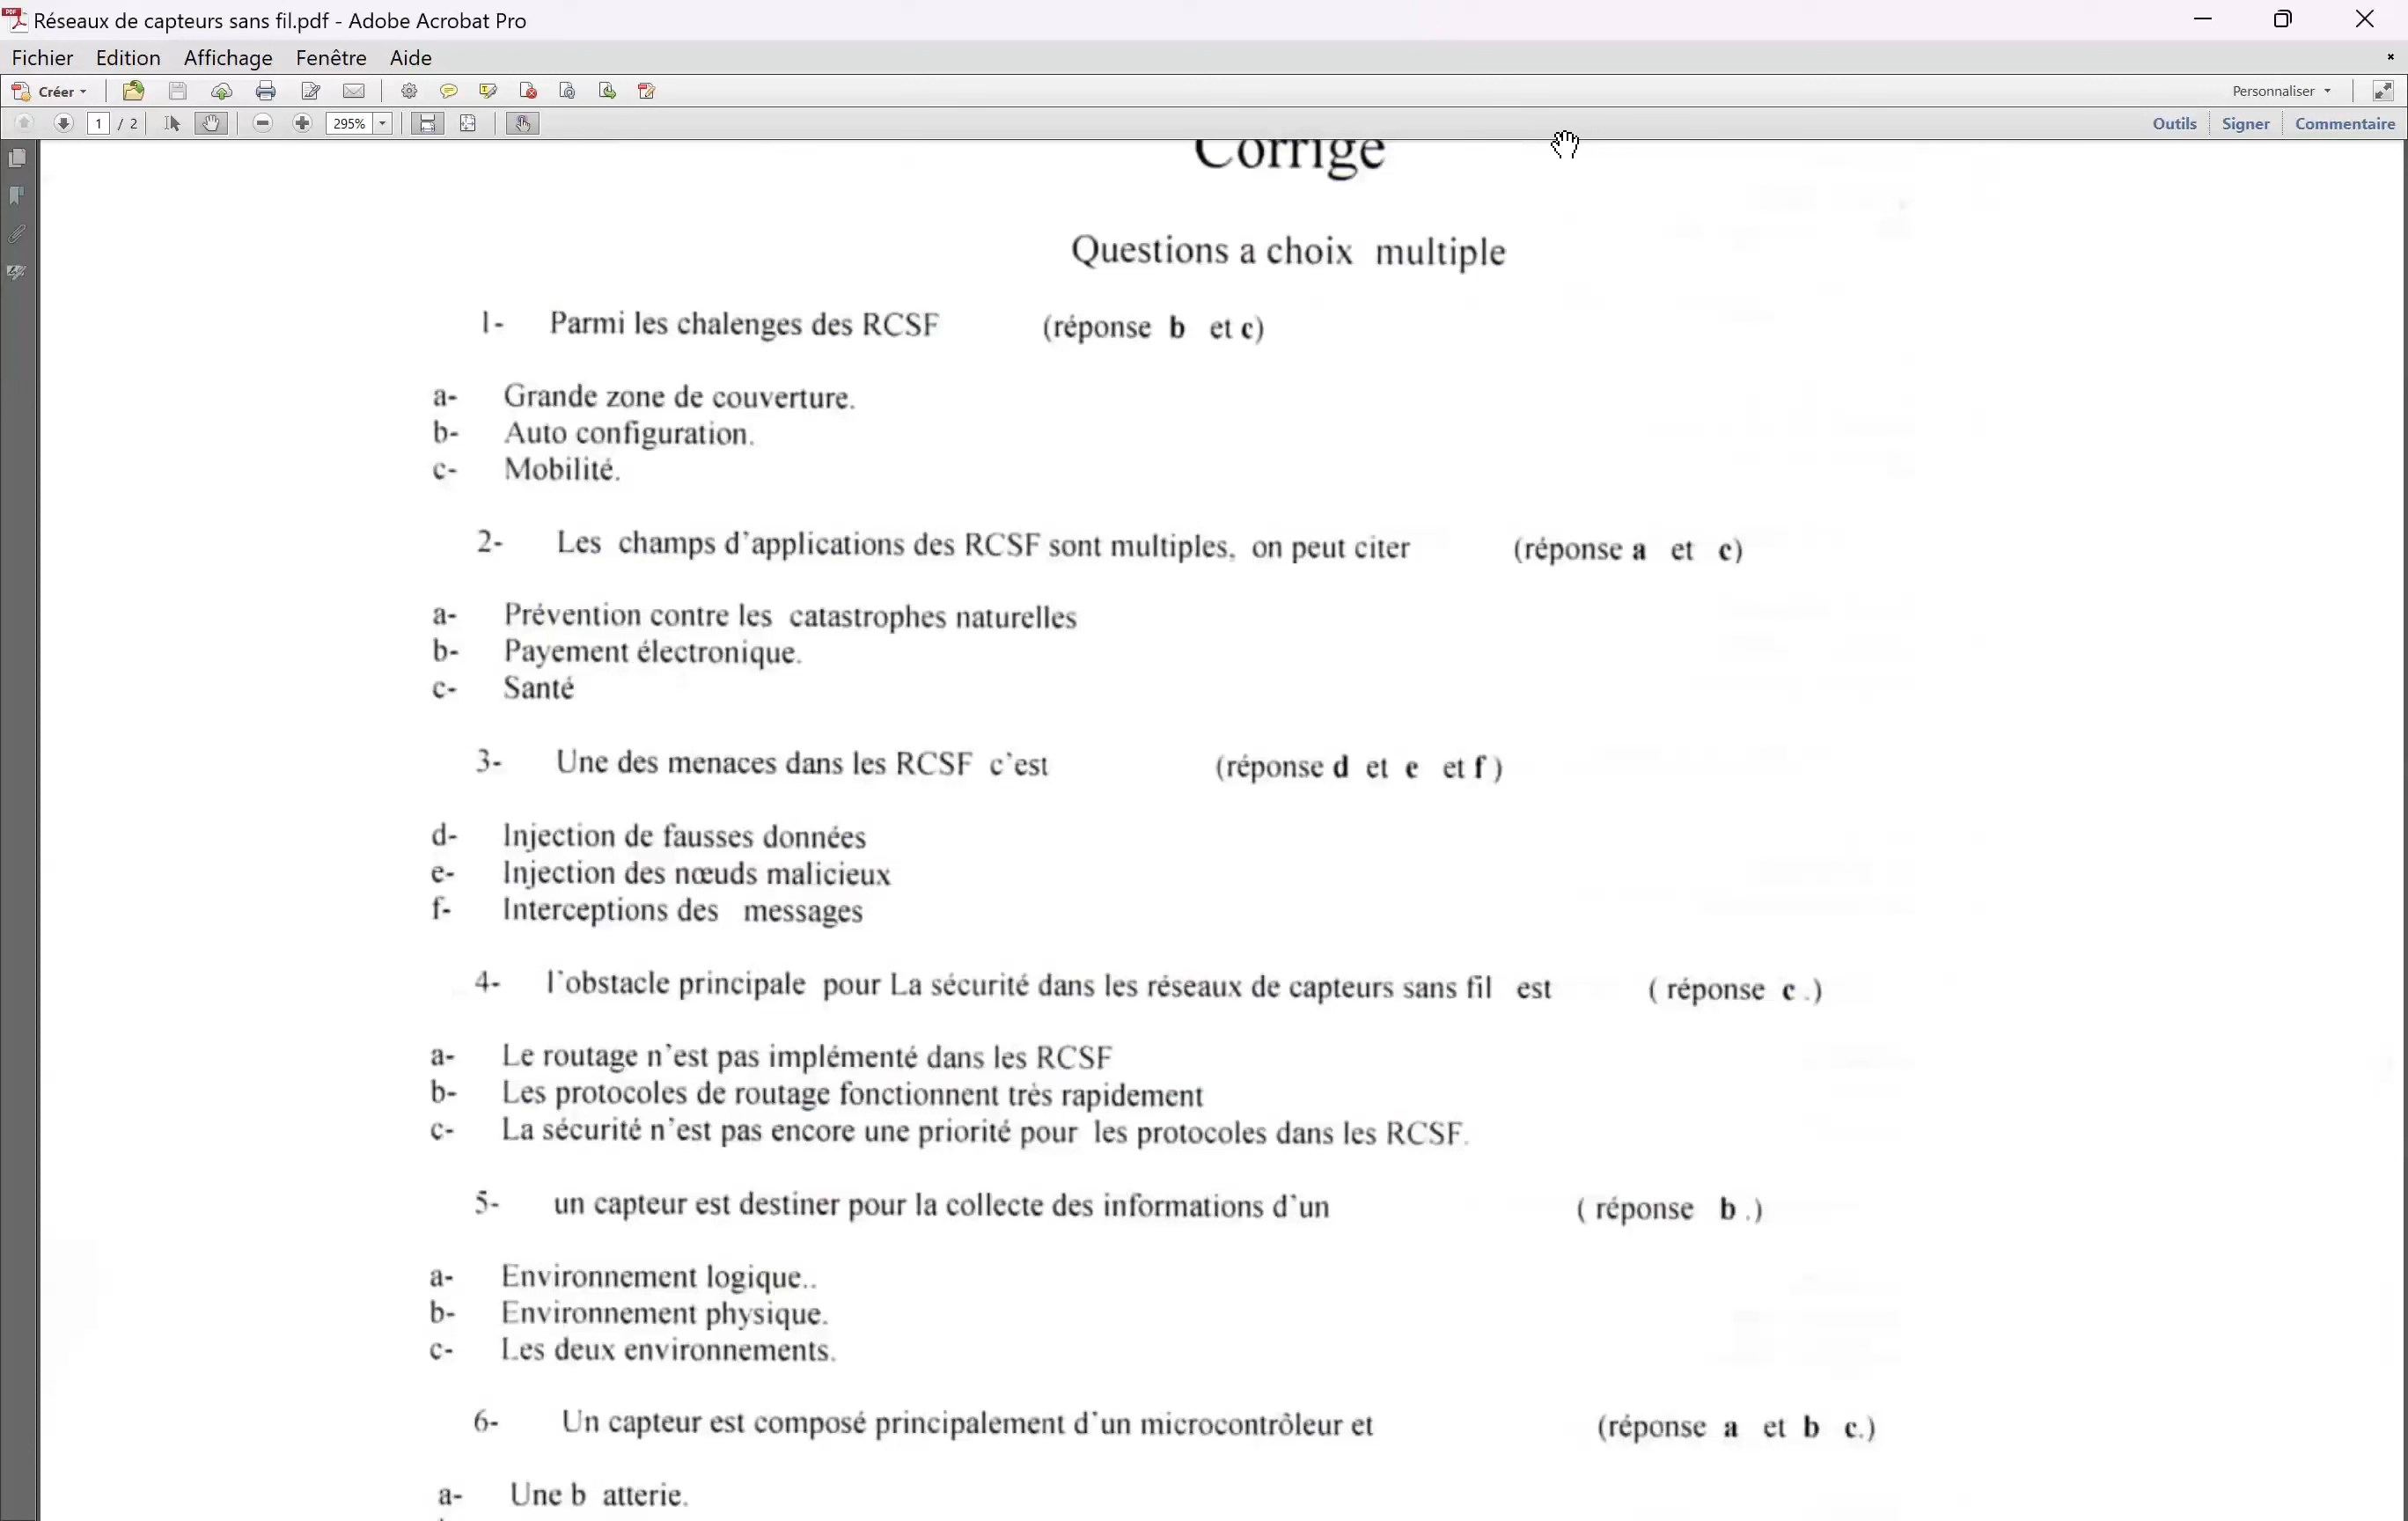 Réseaux de capteurs sans fil.pdf - Adobe Acrobat Pro
Fichier Edition Affichage Fenêtre Aide
Créer Personnaliser
1 / 2 295% Outils Signer Commentaire
Corrige
Questions a choix multiple
1- Parmi les chalenges des RCSF (réponse b et c)
a- Grande zone de couverture.
b- Auto configuration.
c- Mobilité.
2- Les champs d'applications des RCSF sont multiples, on peut citer (réponse a et c)
a- Prévention contre les catastrophes naturelles
b- Payement électronique.
c- Santé
3- Une des menaces dans les RCSF c'est (réponse d et e et f )
d- Injection de fausses données
e- Injection des nœuds malicieux
f- Interceptions des messages
4- l'obstacle principale pour La sécurité dans les réseaux de capteurs sans fil est ( réponse c .)
a- Le routage n'est pas implémenté dans les RCSF
b- Les protocoles de routage fonctionnent très rapidement
c- La sécurité n'est pas encore une priorité pour les protocoles dans les RCSF.
5- un capteur est destiner pour la collecte des informations d'un ( réponse b .)
a- Environnement logique..
b- Environnement physique.
c- Les deux environnements.
6- Un capteur est composé principalement d'un microcontrôleur et (réponse a et b c.)
a- Une b atterie.